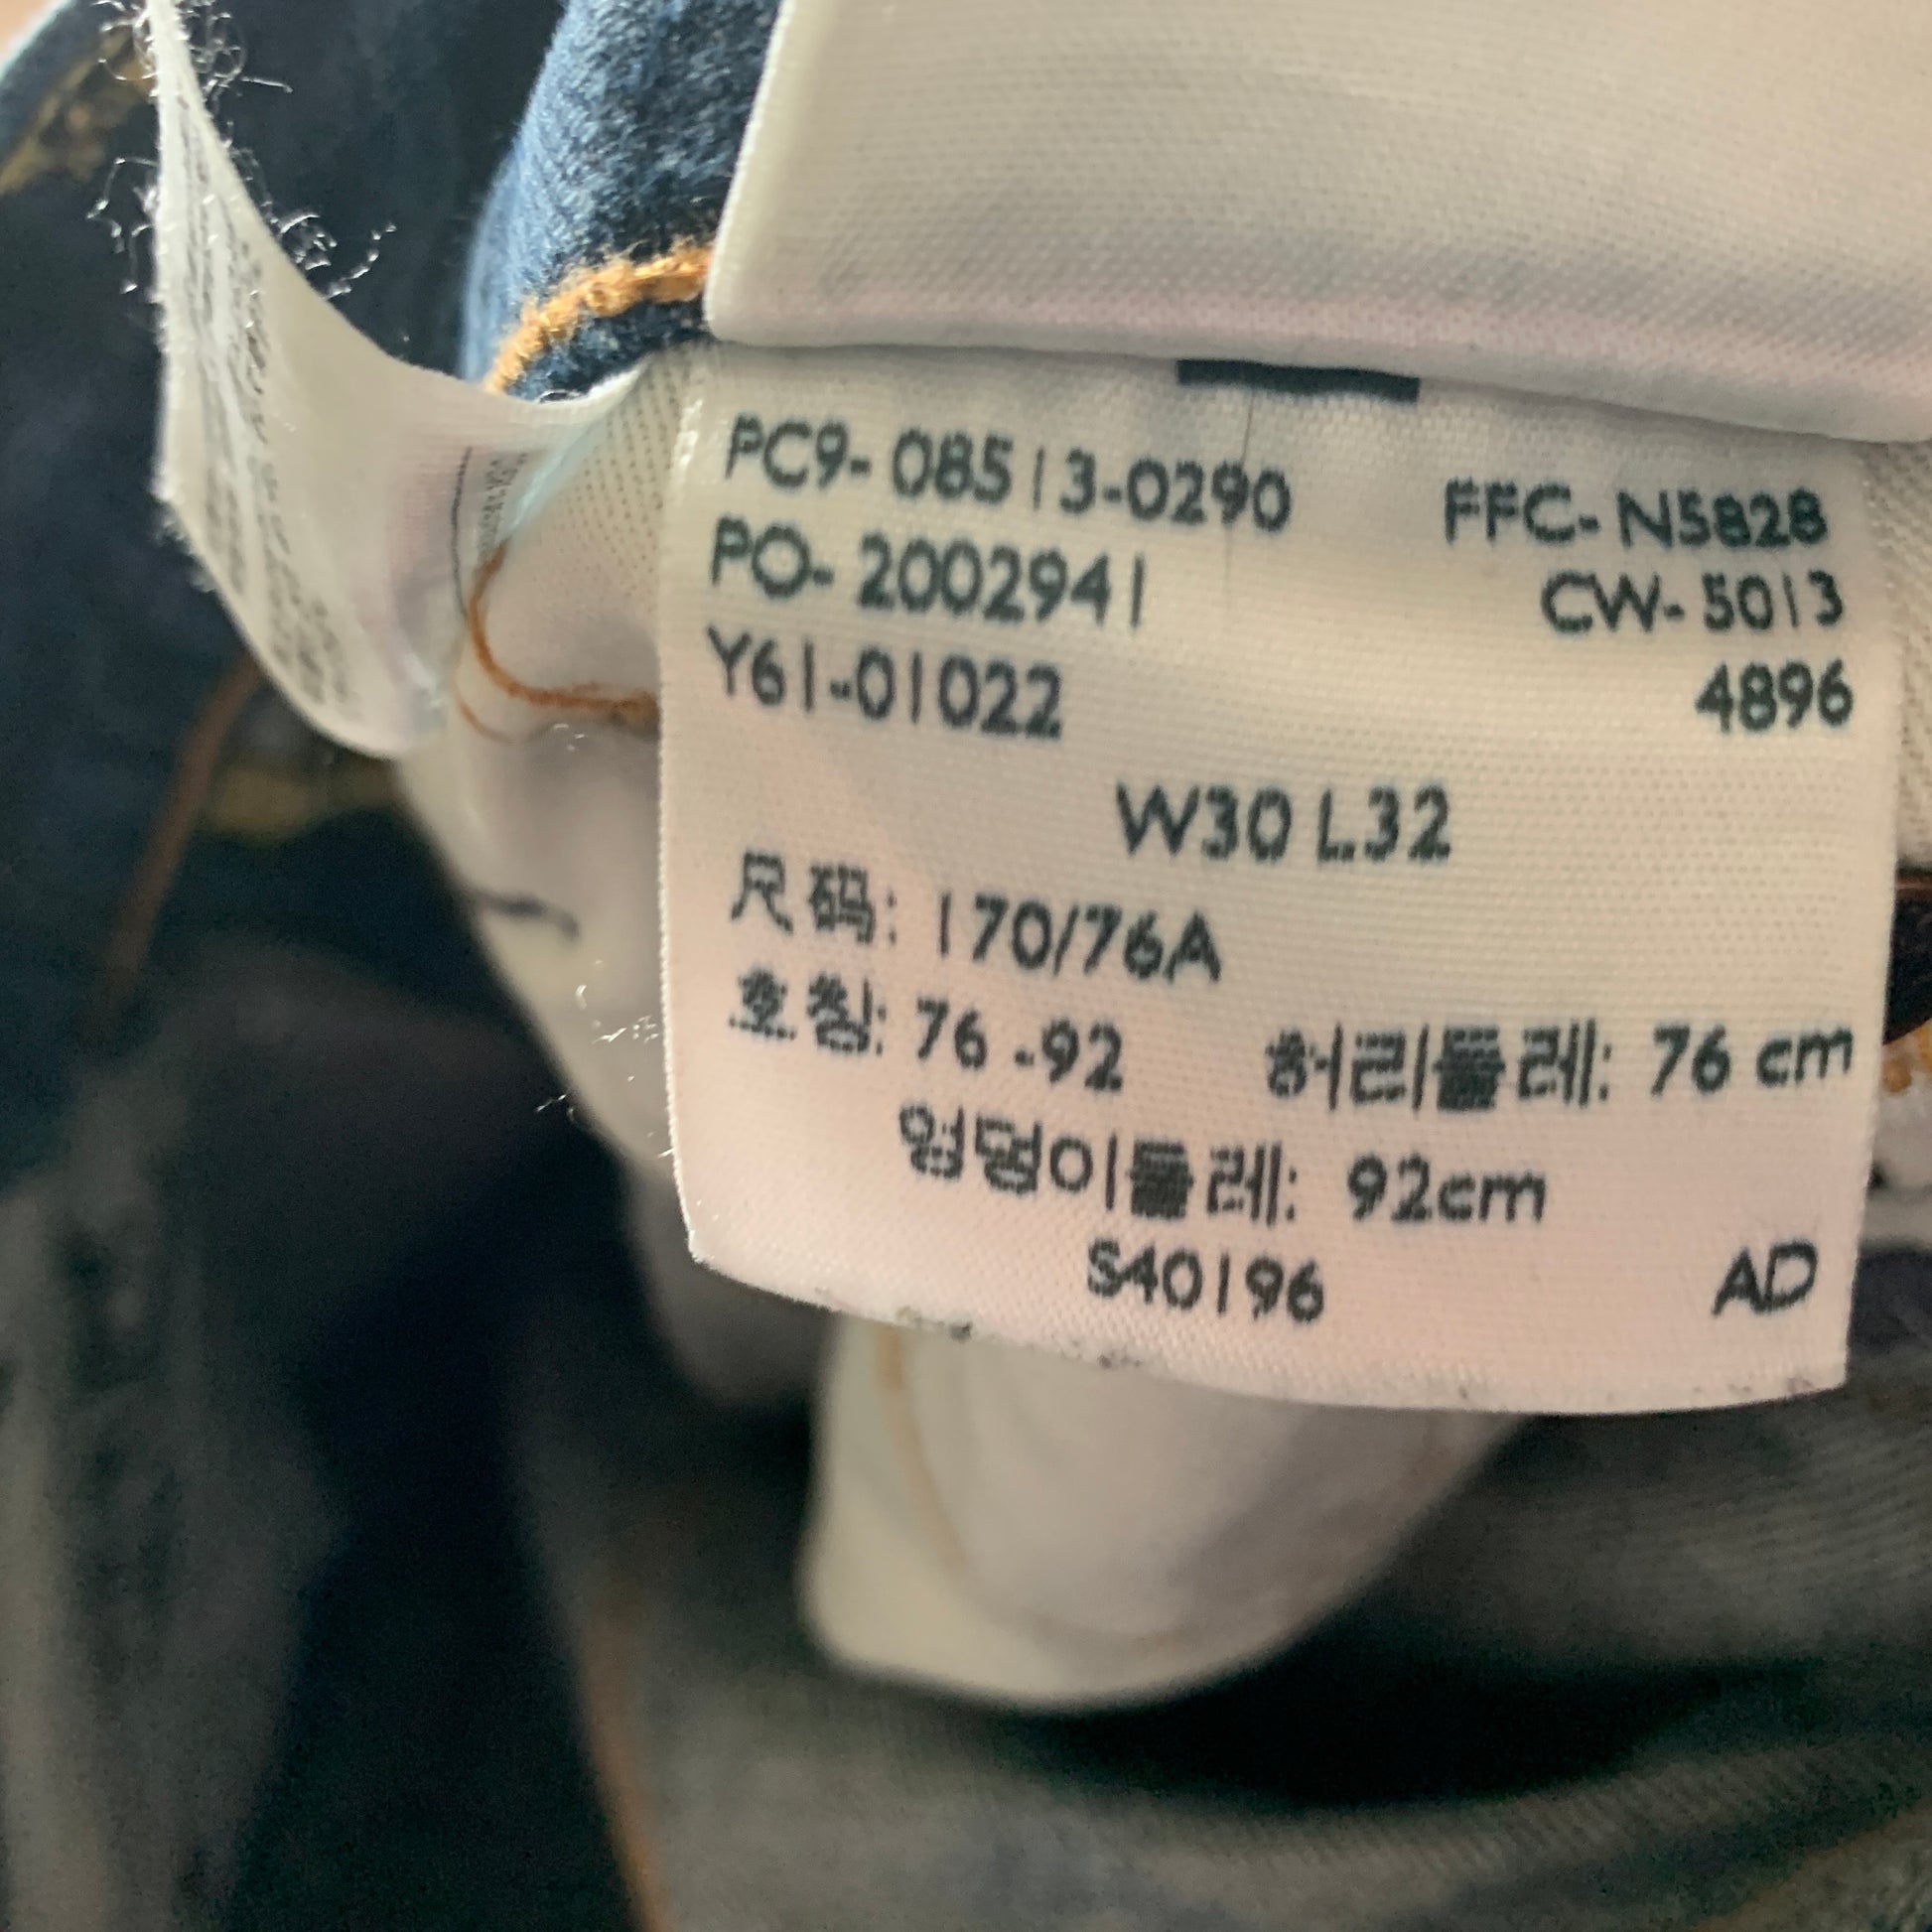 PC9-08513-0290 FFC-N5828
PO-2002941 CW-5013
Y61-01022 4896
W30 L32
尺码: 170/76A
호칭: 76-92 허리둘레: 76 cm
엉덩이둘레: 92cm
S40196 AD